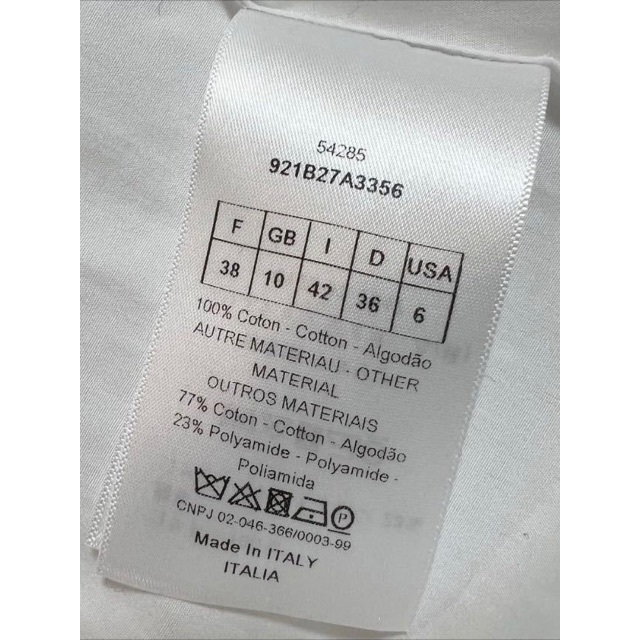 54285
921B27A3356
F GB I D USA
38 10 42 36 6
100% Coton - Cotton - Algodão
AUTRE MATERIAU - OTHER
MATERIAL
OUTROS MATERIAIS
77% Coton - Cotton - Algodão
23% Polyamide - Polyamide -
Poliamida
P
CNPJ 02-046-366/0003-99
Made In ITALY
ITALIA